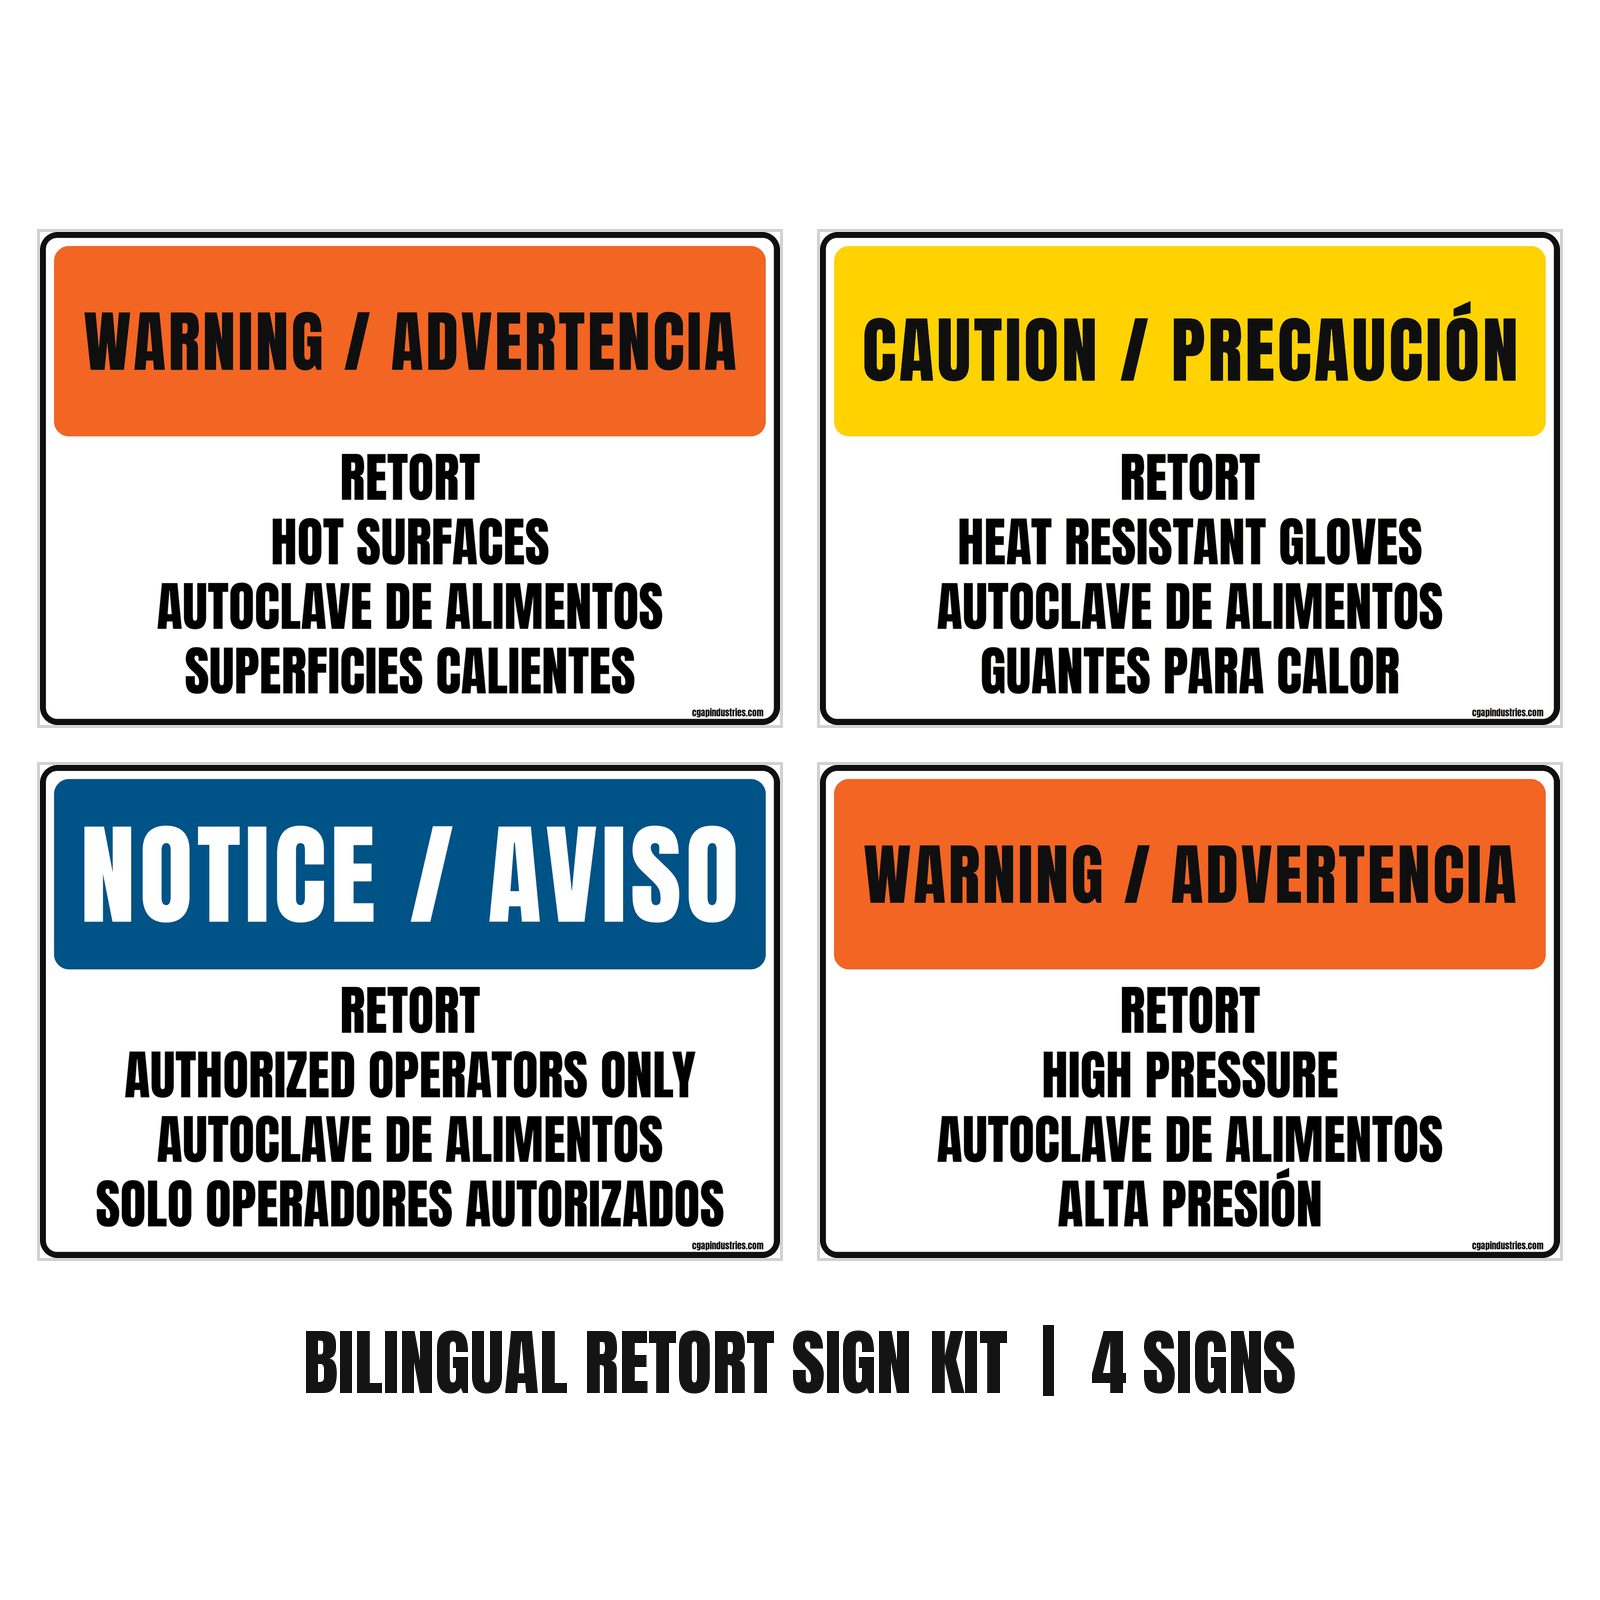 WARNING / ADVERTENCIA
RETORT
HOT SURFACES
AUTOCLAVE DE ALIMENTOS
SUPERFICIES CALIENTES
cgapindustries.com
CAUTION / PRECAUCIÓN
RETORT
HEAT RESISTANT GLOVES
AUTOCLAVE DE ALIMENTOS
GUANTES PARA CALOR
cgapindustries.com
NOTICE / AVISO
RETORT
AUTHORIZED OPERATORS ONLY
AUTOCLAVE DE ALIMENTOS
SOLO OPERADORES AUTORIZADOS
cgapindustries.com
WARNING / ADVERTENCIA
RETORT
HIGH PRESSURE
AUTOCLAVE DE ALIMENTOS
ALTA PRESIÓN
cgapindustries.com
BILINGUAL RETORT SIGN KIT | 4 SIGNS